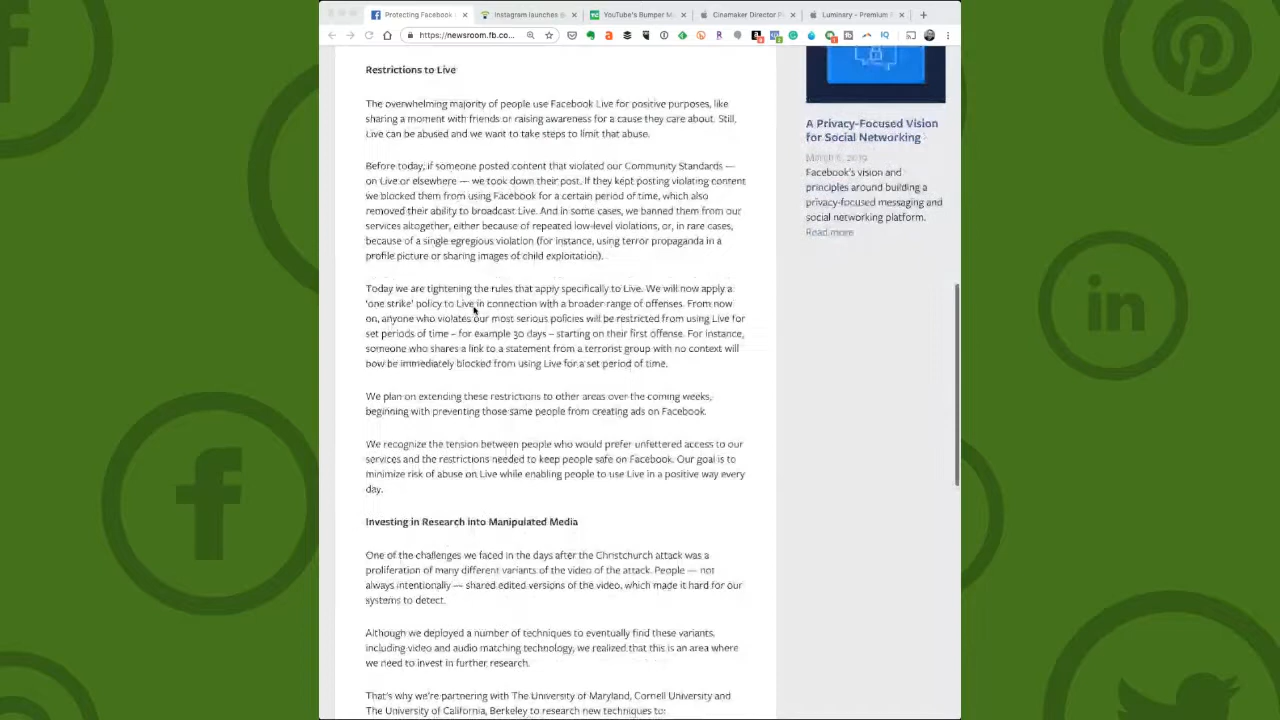 Protecting Facebook
Instagram launches
YouTube's Bumper M
Cinamaker Director P
Luminary - Premium
https://newsroom.fb.co...
Restrictions to Live
The overwhelming majority of people use Facebook Live for positive purposes, like
sharing a moment with friends or raising awareness for a cause they care about. Still,
Live can be abused and we want to take steps to limit that abuse.
Before today, if someone posted content that violated our Community Standards —
on Live or elsewhere — we took down their post. If they kept posting violating content
we blocked them from using Facebook for a certain period of time, which also
removed their ability to broadcast Live. And in some cases, we banned them from our
services altogether, either because of repeated low-level violations, or, in rare cases,
because of a single egregious violation (for instance, using terror propaganda in a
profile picture or sharing images of child exploitation).
Today we are tightening the rules that apply specifically to Live. We will now apply a
'one strike' policy to Live in connection with a broader range of offenses. From now
on, anyone who violates our most serious policies will be restricted from using Live for
set periods of time – for example 30 days – starting on their first offense. For instance,
someone who shares a link to a statement from a terrorist group with no context will
now be immediately blocked from using Live for a set period of time.
We plan on extending these restrictions to other areas over the coming weeks,
beginning with preventing those same people from creating ads on Facebook.
We recognize the tension between people who would prefer unfettered access to our
services and the restrictions needed to keep people safe on Facebook. Our goal is to
minimize risk of abuse on Live while enabling people to use Live in a positive way every
day.
Investing in Research into Manipulated Media
One of the challenges we faced in the days after the Christchurch attack was a
proliferation of many different variants of the video of the attack. People — not
always intentionally — shared edited versions of the video, which made it hard for our
systems to detect.
Although we deployed a number of techniques to eventually find these variants,
including video and audio matching technology, we realized that this is an area where
we need to invest in further research.
That's why we're partnering with The University of Maryland, Cornell University and
The University of California, Berkeley to research new techniques to:
A Privacy-Focused Vision
for Social Networking
March 6, 2019
Facebook's vision and
principles around building a
privacy-focused messaging and
social networking platform.
Read more
in